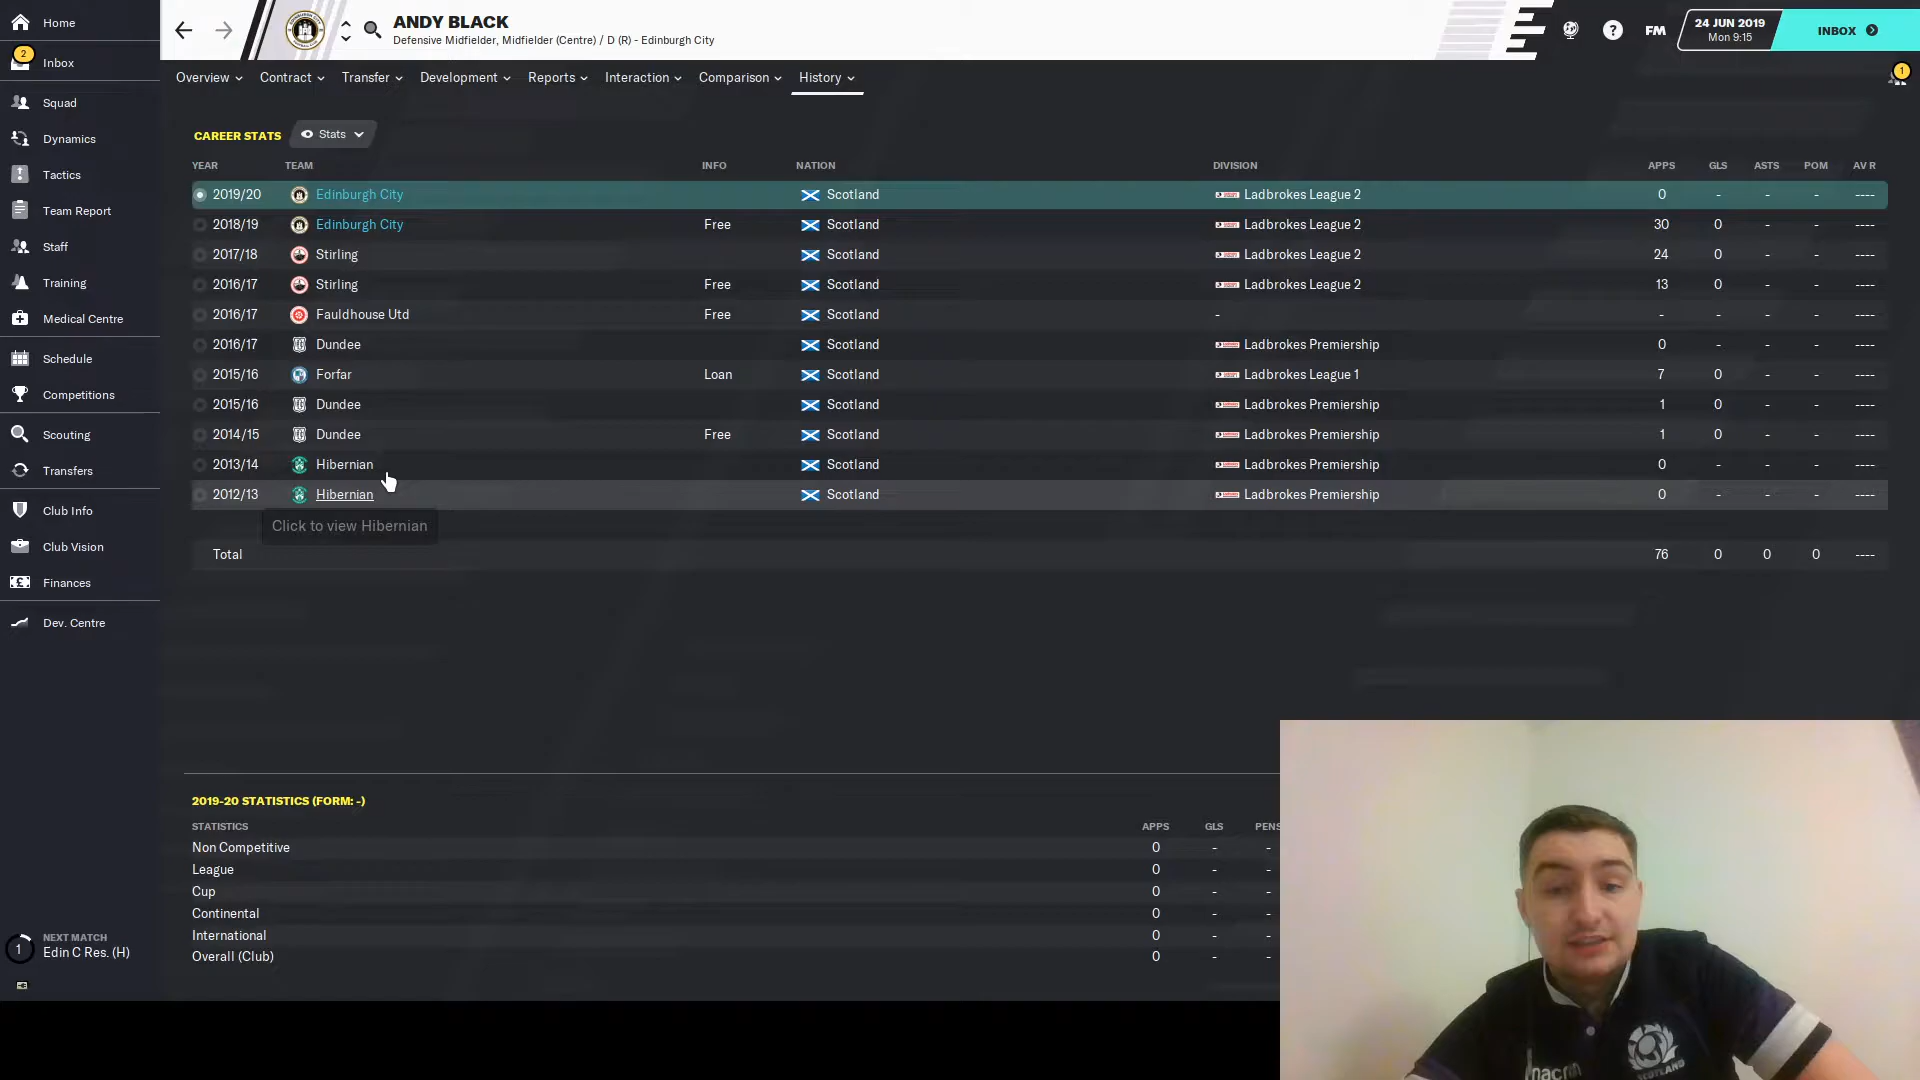 Home
2
Inbox
Squad
Dynamics
Tactics
Team Report
Staff
Training
Medical Centre
Schedule
Competitions
Scouting
Transfers
Club Info
Club Vision
Finances
Dev. Centre
NEXT MATCH
1 Edin C Res. (H)
ANDY BLACK
Defensive Midfielder, Midfielder (Centre) / D (R) - Edinburgh City
? FM
24 JUN 2019
Mon 9:15
INBOX
1
Overview Contract Transfer Development Reports Interaction Comparison History
CAREER STATS Stats
YEAR TEAM INFO NATION DIVISION APPS GLS ASTS POM AV R
2019/20 Edinburgh City Scotland Ladbrokes League 2 0 - - - ----
2018/19 Edinburgh City Free Scotland Ladbrokes League 2 30 0 - - ----
2017/18 Stirling Scotland Ladbrokes League 2 24 0 - - ----
2016/17 Stirling Free Scotland Ladbrokes League 2 13 0 - - ----
2016/17 Fauldhouse Utd Free Scotland - - - - - ----
2016/17 Dundee Scotland Ladbrokes Premiership 0 - - - ----
2015/16 Forfar Loan Scotland Ladbrokes League 1 7 0 - - ----
2015/16 Dundee Scotland Ladbrokes Premiership 1 0 - - ----
2014/15 Dundee Free Scotland Ladbrokes Premiership 1 0 - - ----
2013/14 Hibernian Scotland Ladbrokes Premiership 0 - - - ----
2012/13 Hibernian Scotland Ladbrokes Premiership 0 - - - ----
Click to view Hibernian
Total 76 0 0 0 ----
2019-20 STATISTICS (FORM: -)
STATISTICS APPS GLS PENS
Non Competitive 0 - -
League 0 - -
Cup 0 - -
Continental 0 - -
International 0 - -
Overall (Club) 0 - -
macron
SCOTLAND